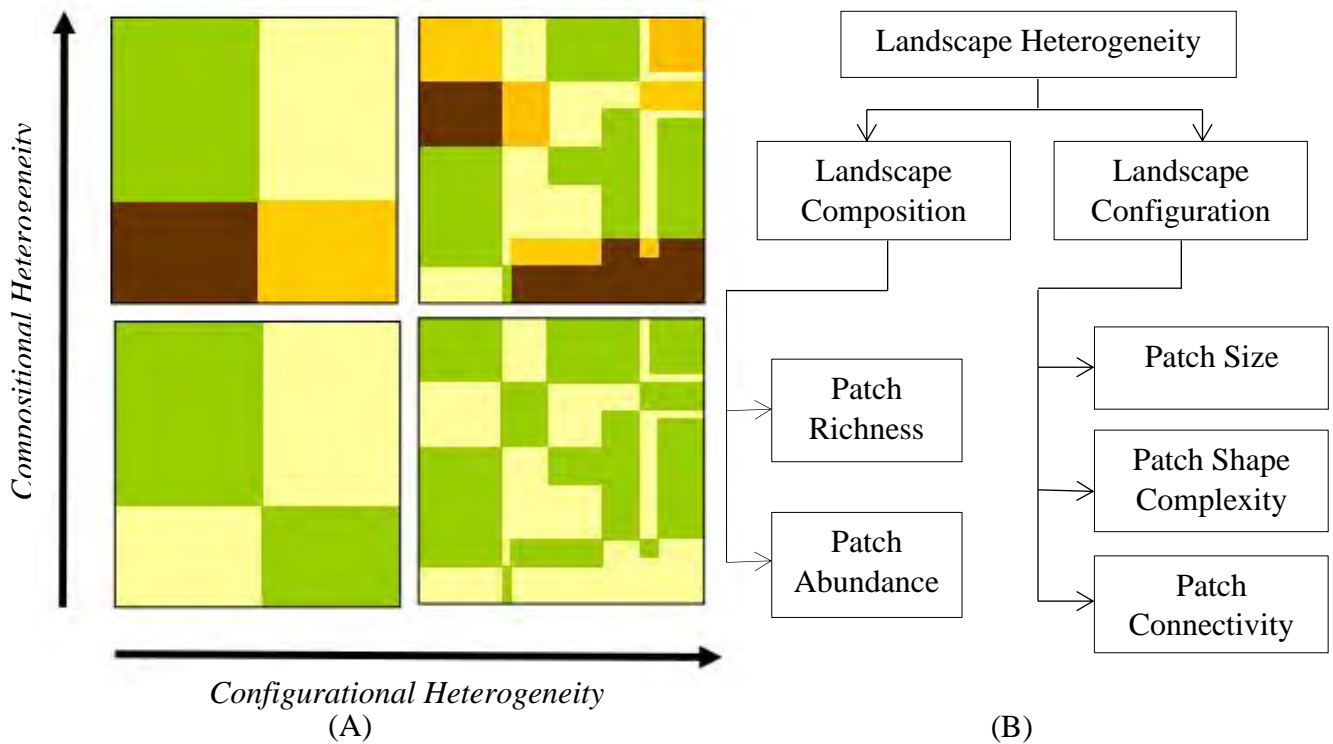 Compositional Heterogeneity
Configurational Heterogeneity
(A)
Landscape Heterogeneity
Landscape
Composition
Landscape
Configuration
Patch
Richness
Patch
Abundance
Patch Size
Patch Shape
Complexity
Patch
Connectivity
(B)